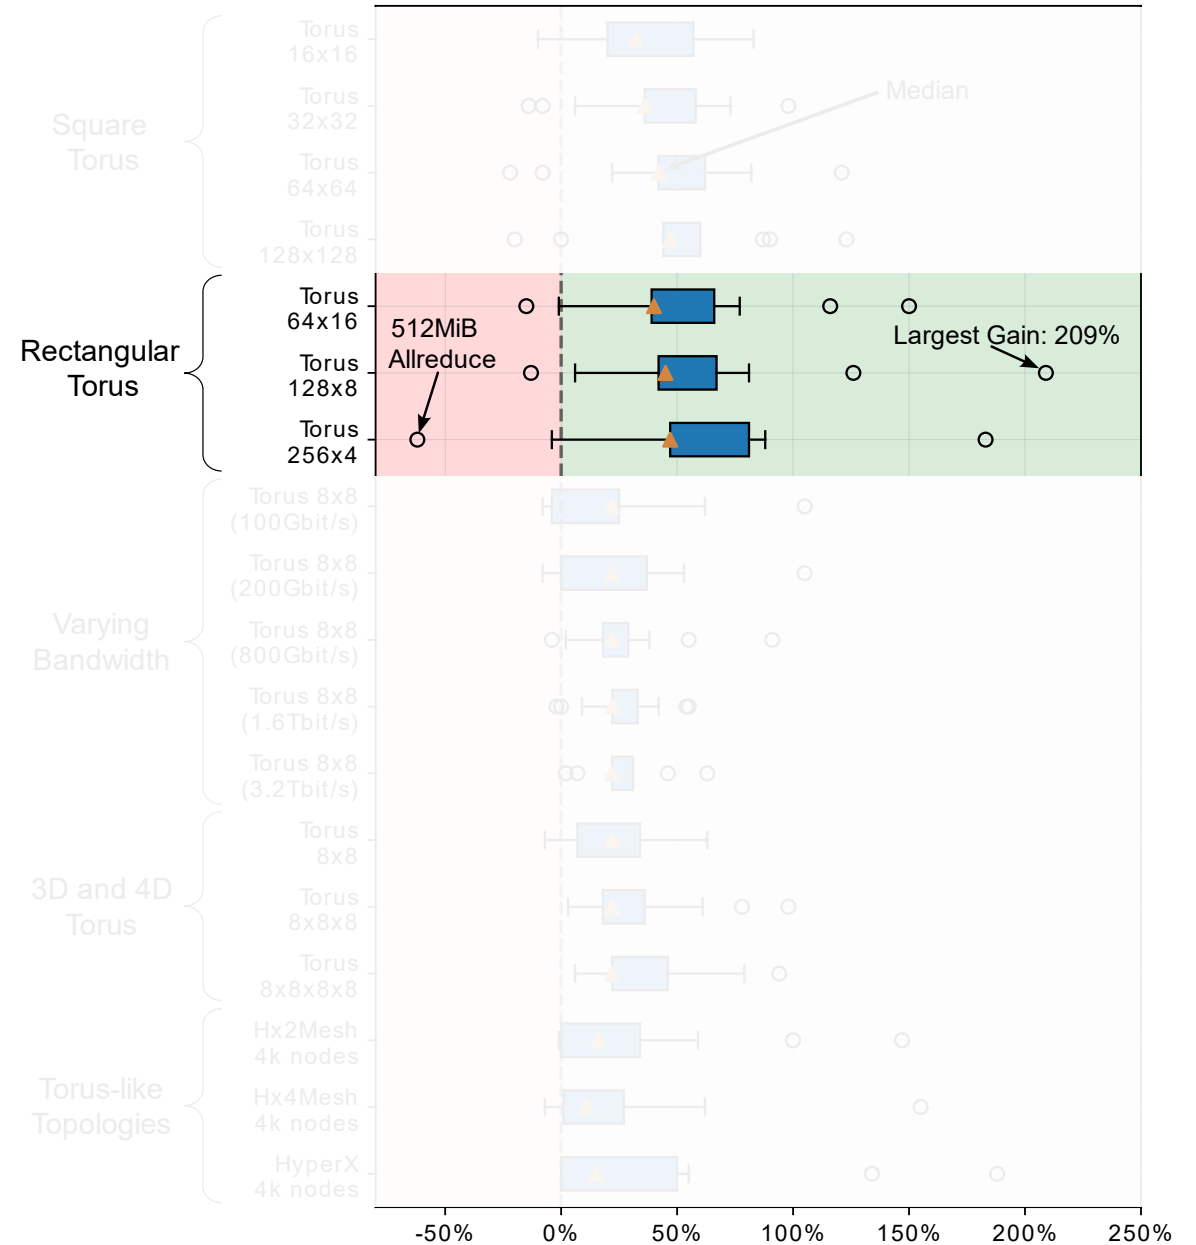 Torus
16x16
Torus
32x32
Median
Square
Torus
Torus
64x64
Torus
128x128
Torus
64x16
512MiB
Allreduce
Largest Gain: 209%
Rectangular
Torus
Torus
128x8
Torus
256x4
Torus 8x8
(100Gbit/s)
Torus 8x8
(200Gbit/s)
Varying
Bandwidth
Torus 8x8
(800Gbit/s)
Torus 8x8
(1.6Tbit/s)
Torus 8x8
(3.2Tbit/s)
Torus
8x8
3D and 4D
Torus
Torus
8x8x8
Torus
8x8x8x8
Hx2Mesh
4k nodes
Torus-like
Topologies
Hx4Mesh
4k nodes
HyperX
4k nodes
-50% 0% 50% 100% 150% 200% 250%